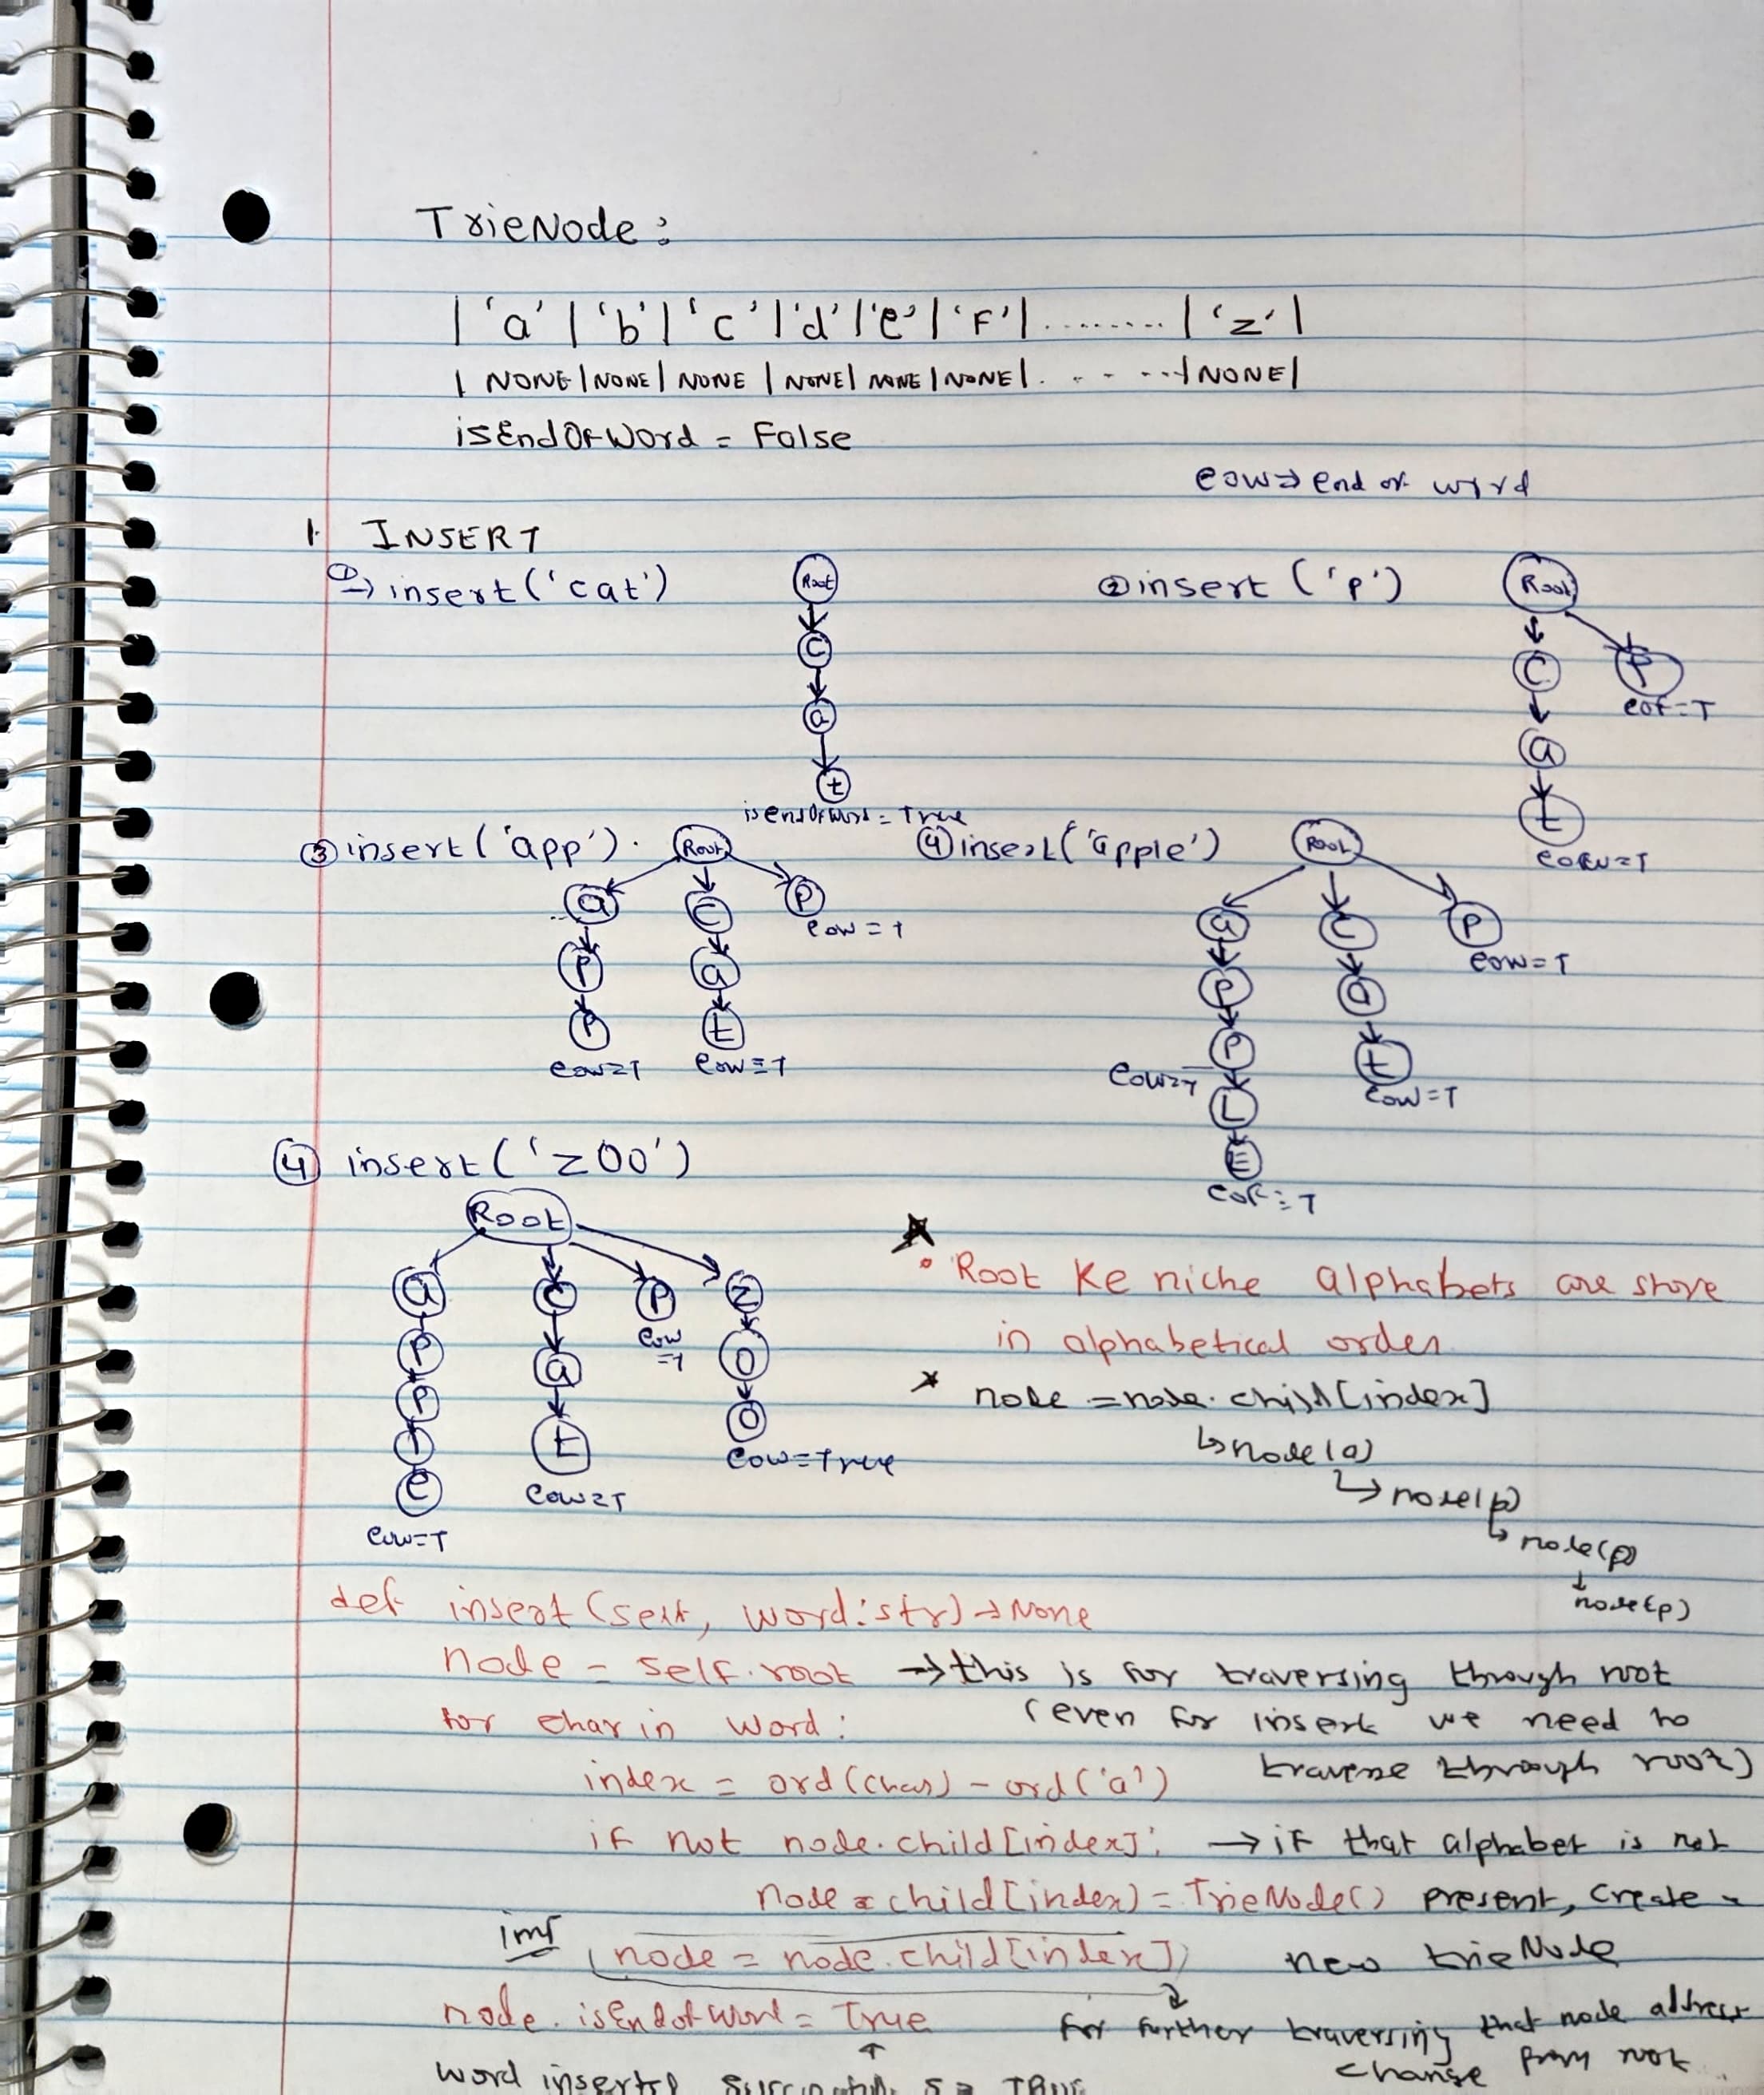 TrieNode:
| 'a' | 'b' | 'c' | 'd' | 'e' | 'F' | ........ | 'z' |
| NONE | NONE | NONE | NONE | NONE | NONE | . - - -- | NONE |
isEndOFWord = False
eow => end of word
1. INSERT
① → insert('cat')
Root
C
a
t
isEndOfWord = True
② insert ('p')
Root
C
P
eof = T
a
t
eow = T
③ insert('app').
Root
a
C
P
eow = T
P
a
P
t
eow = T
eow = T
④ insert('apple')
Root
a
C
P
eow = T
P
a
P
t
eow = T
eow = T
L
E
eof = T
④ insert('zoo')
Root
a
C
P
eow = T
z
P
a
O
P
t
O
l
e
eow = T
eow = T
eow = True
• Root Ke niche alphabets are store
in alphabetical order
* node = node.child[index]
↳ node(a)
↳ node(p)
↳ node(p)
↓
node(p)
def insert(self, word:str) → None
node = self.root → this is for traversing through root
(even for insert we need to
traverse through root)
for char in word:
index = ord(char) - ord('a')
if not node.child[index]: → if that alphabet is not
node = child[index) = TrieNode() present, create
new trieNode
imp
(node = node.child[index])
for further traversing that node address
change from root
node.isEndofWord = True
↑
word inserted
TRUE